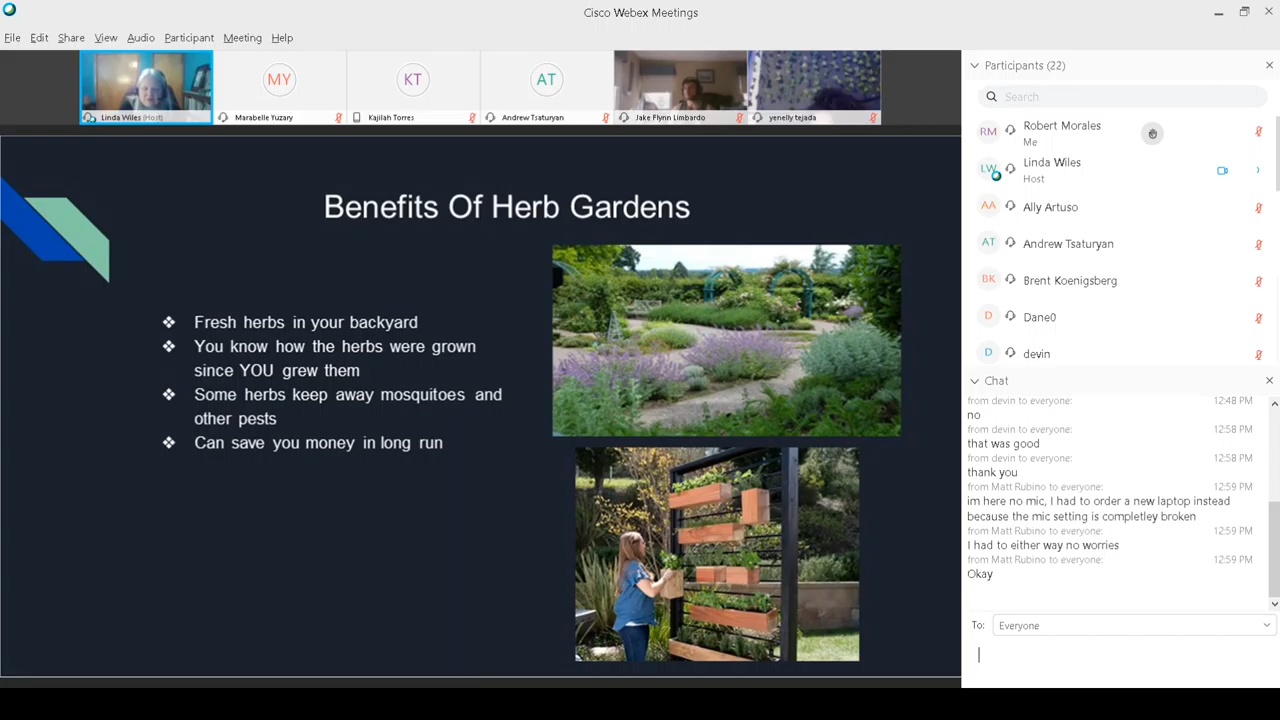 Cisco Webex Meetings
File Edit Share View Audio Participant Meeting Help
MY
KT
AT
Linda Wiles (Host)
Marabelle Yuzary
Kajilah Torres
Andrew Tsaturyan
Jake Flynn Limbardo
yenelly tejada
Benefits Of Herb Gardens
❖ Fresh herbs in your backyard
❖ You know how the herbs were grown
since YOU grew them
❖ Some herbs keep away mosquitoes and
other pests
❖ Can save you money in long run
Participants (22)
Search
RM Robert Morales
Me
LW Linda Wiles
Host
AA Ally Artuso
AT Andrew Tsaturyan
BK Brent Koenigsberg
D Dane0
D devin
Chat
from devin to everyone: 12:48 PM
no
from devin to everyone: 12:58 PM
that was good
from devin to everyone: 12:58 PM
thank you
from Matt Rubino to everyone: 12:59 PM
im here no mic, I had to order a new laptop instead
because the mic setting is completley broken
from Matt Rubino to everyone: 12:59 PM
I had to either way no worries
from Matt Rubino to everyone: 12:59 PM
Okay
To: Everyone